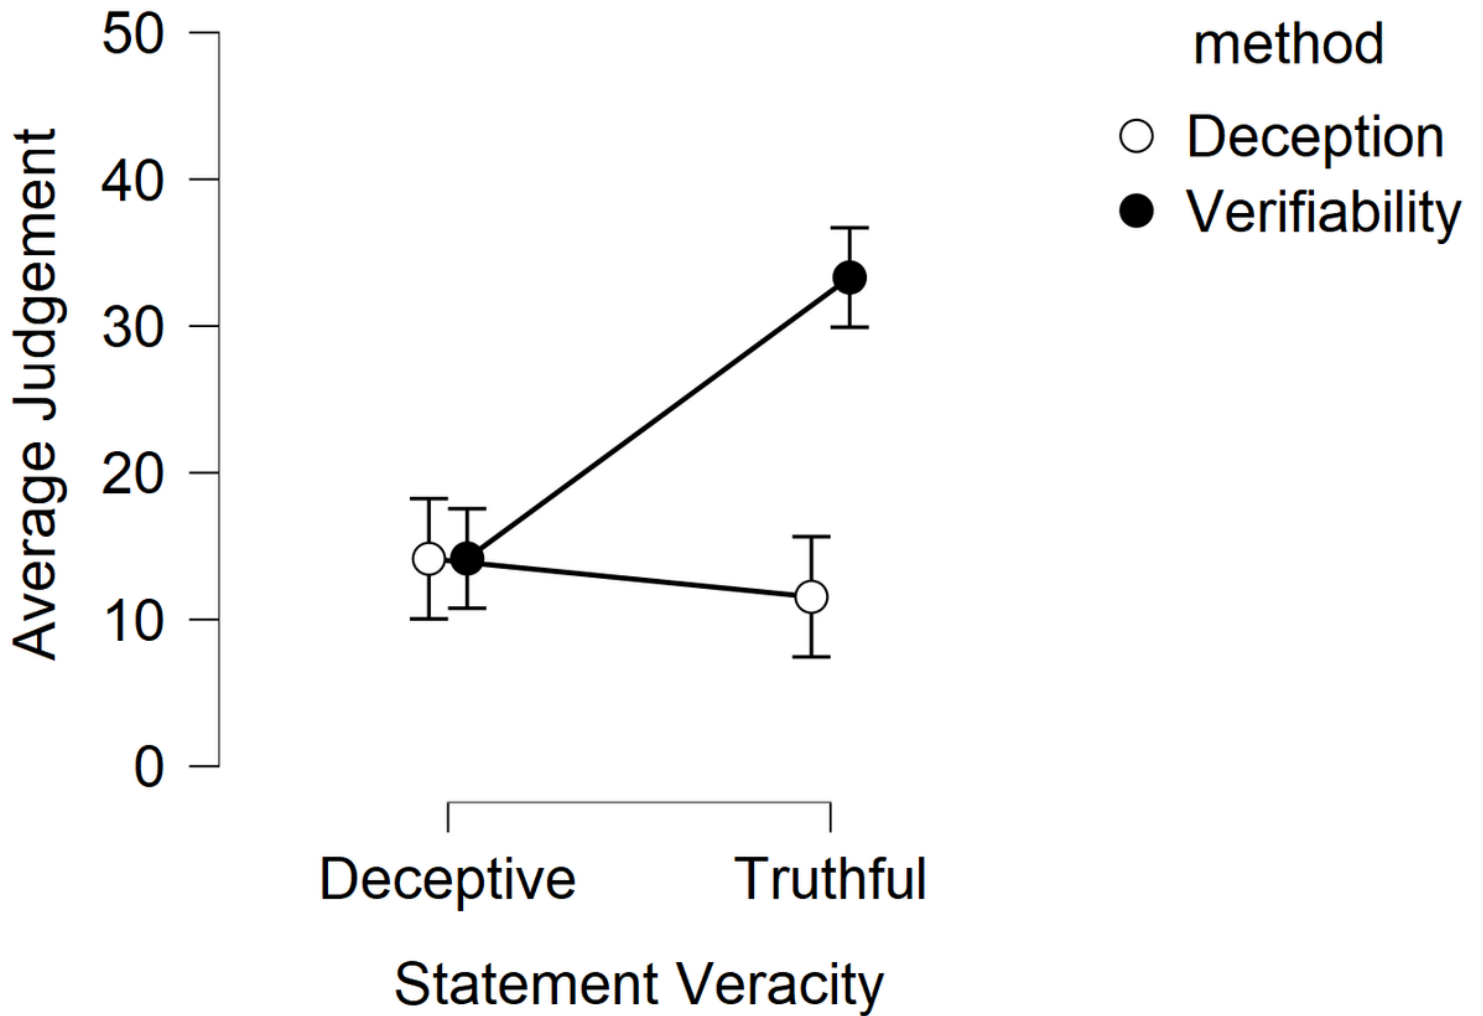 50
40
30
20
10
0
Average Judgement
Deceptive
Truthful
Statement Veracity
method
Deception
Verifiability